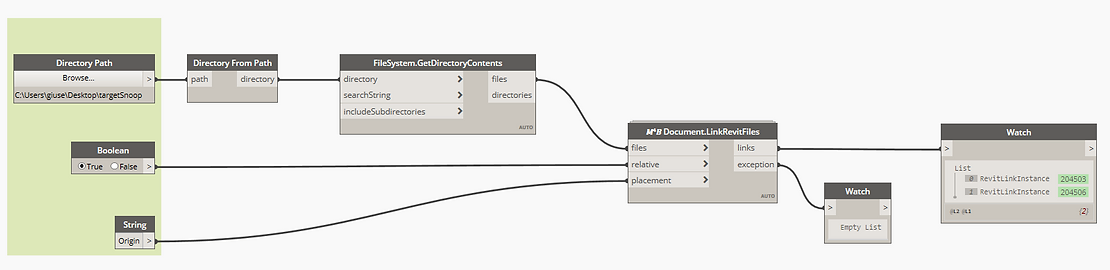 Directory Path
Browse... >
C:\Users\giuse\Desktop\targetSnoop
Directory From Path
path directory
FileSystem.GetDirectoryContents
directory > files
searchString > directories
includeSubdirectories >
AUTO
Boolean
True False >
String
Origin >
Document.LinkRevitFiles
files > links
relative > exception
placement >
AUTO
Watch
> >
Empty List
Watch
> >
List
0 RevitLinkInstance 204503
1 RevitLinkInstance 204506
@L2 @L1 {2}